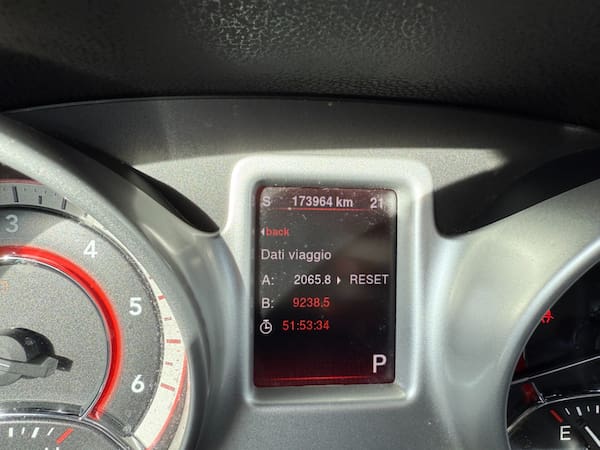 S 173964 km 21
back
Dati viaggio
A: 2065.8 RESET
B: 9238.5
51:53:34
P
3
4
5
6
H
E